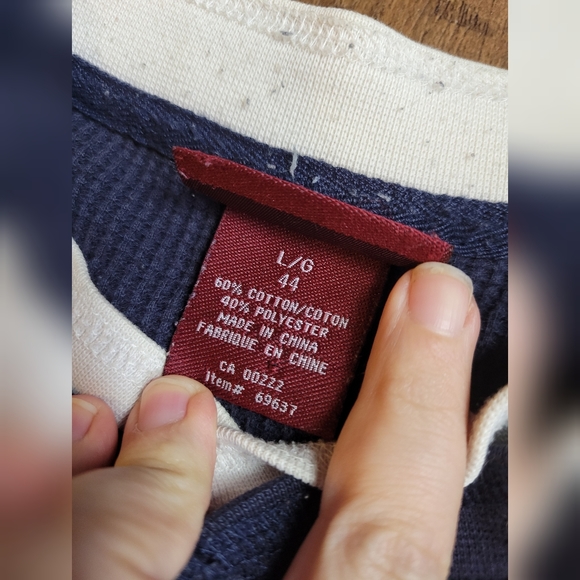 L/G
44
60% COTTON/COTON
40% POLYESTER
MADE IN CHINA
FABRIQUE EN CHINE
CA 00222
Item# 69637